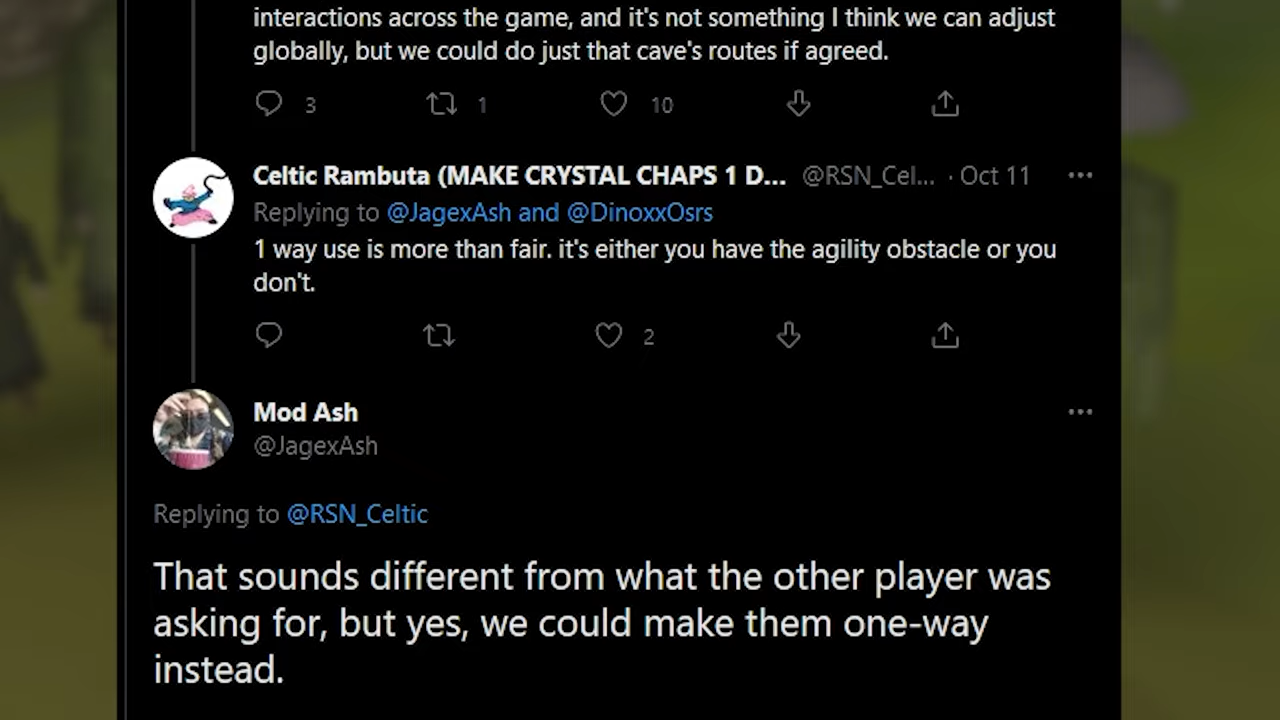 interactions across the game, and it's not something I think we can adjust
globally, but we could do just that cave's routes if agreed.
3 1 10
Celtic Rambuta (MAKE CRYSTAL CHAPS 1 D... @RSN_Cel... · Oct 11
Replying to @JagexAsh and @DinoxxOsrs
1 way use is more than fair. it's either you have the agility obstacle or you
don't.
2
Mod Ash
@JagexAsh
Replying to @RSN_Celtic
That sounds different from what the other player was
asking for, but yes, we could make them one-way
instead.